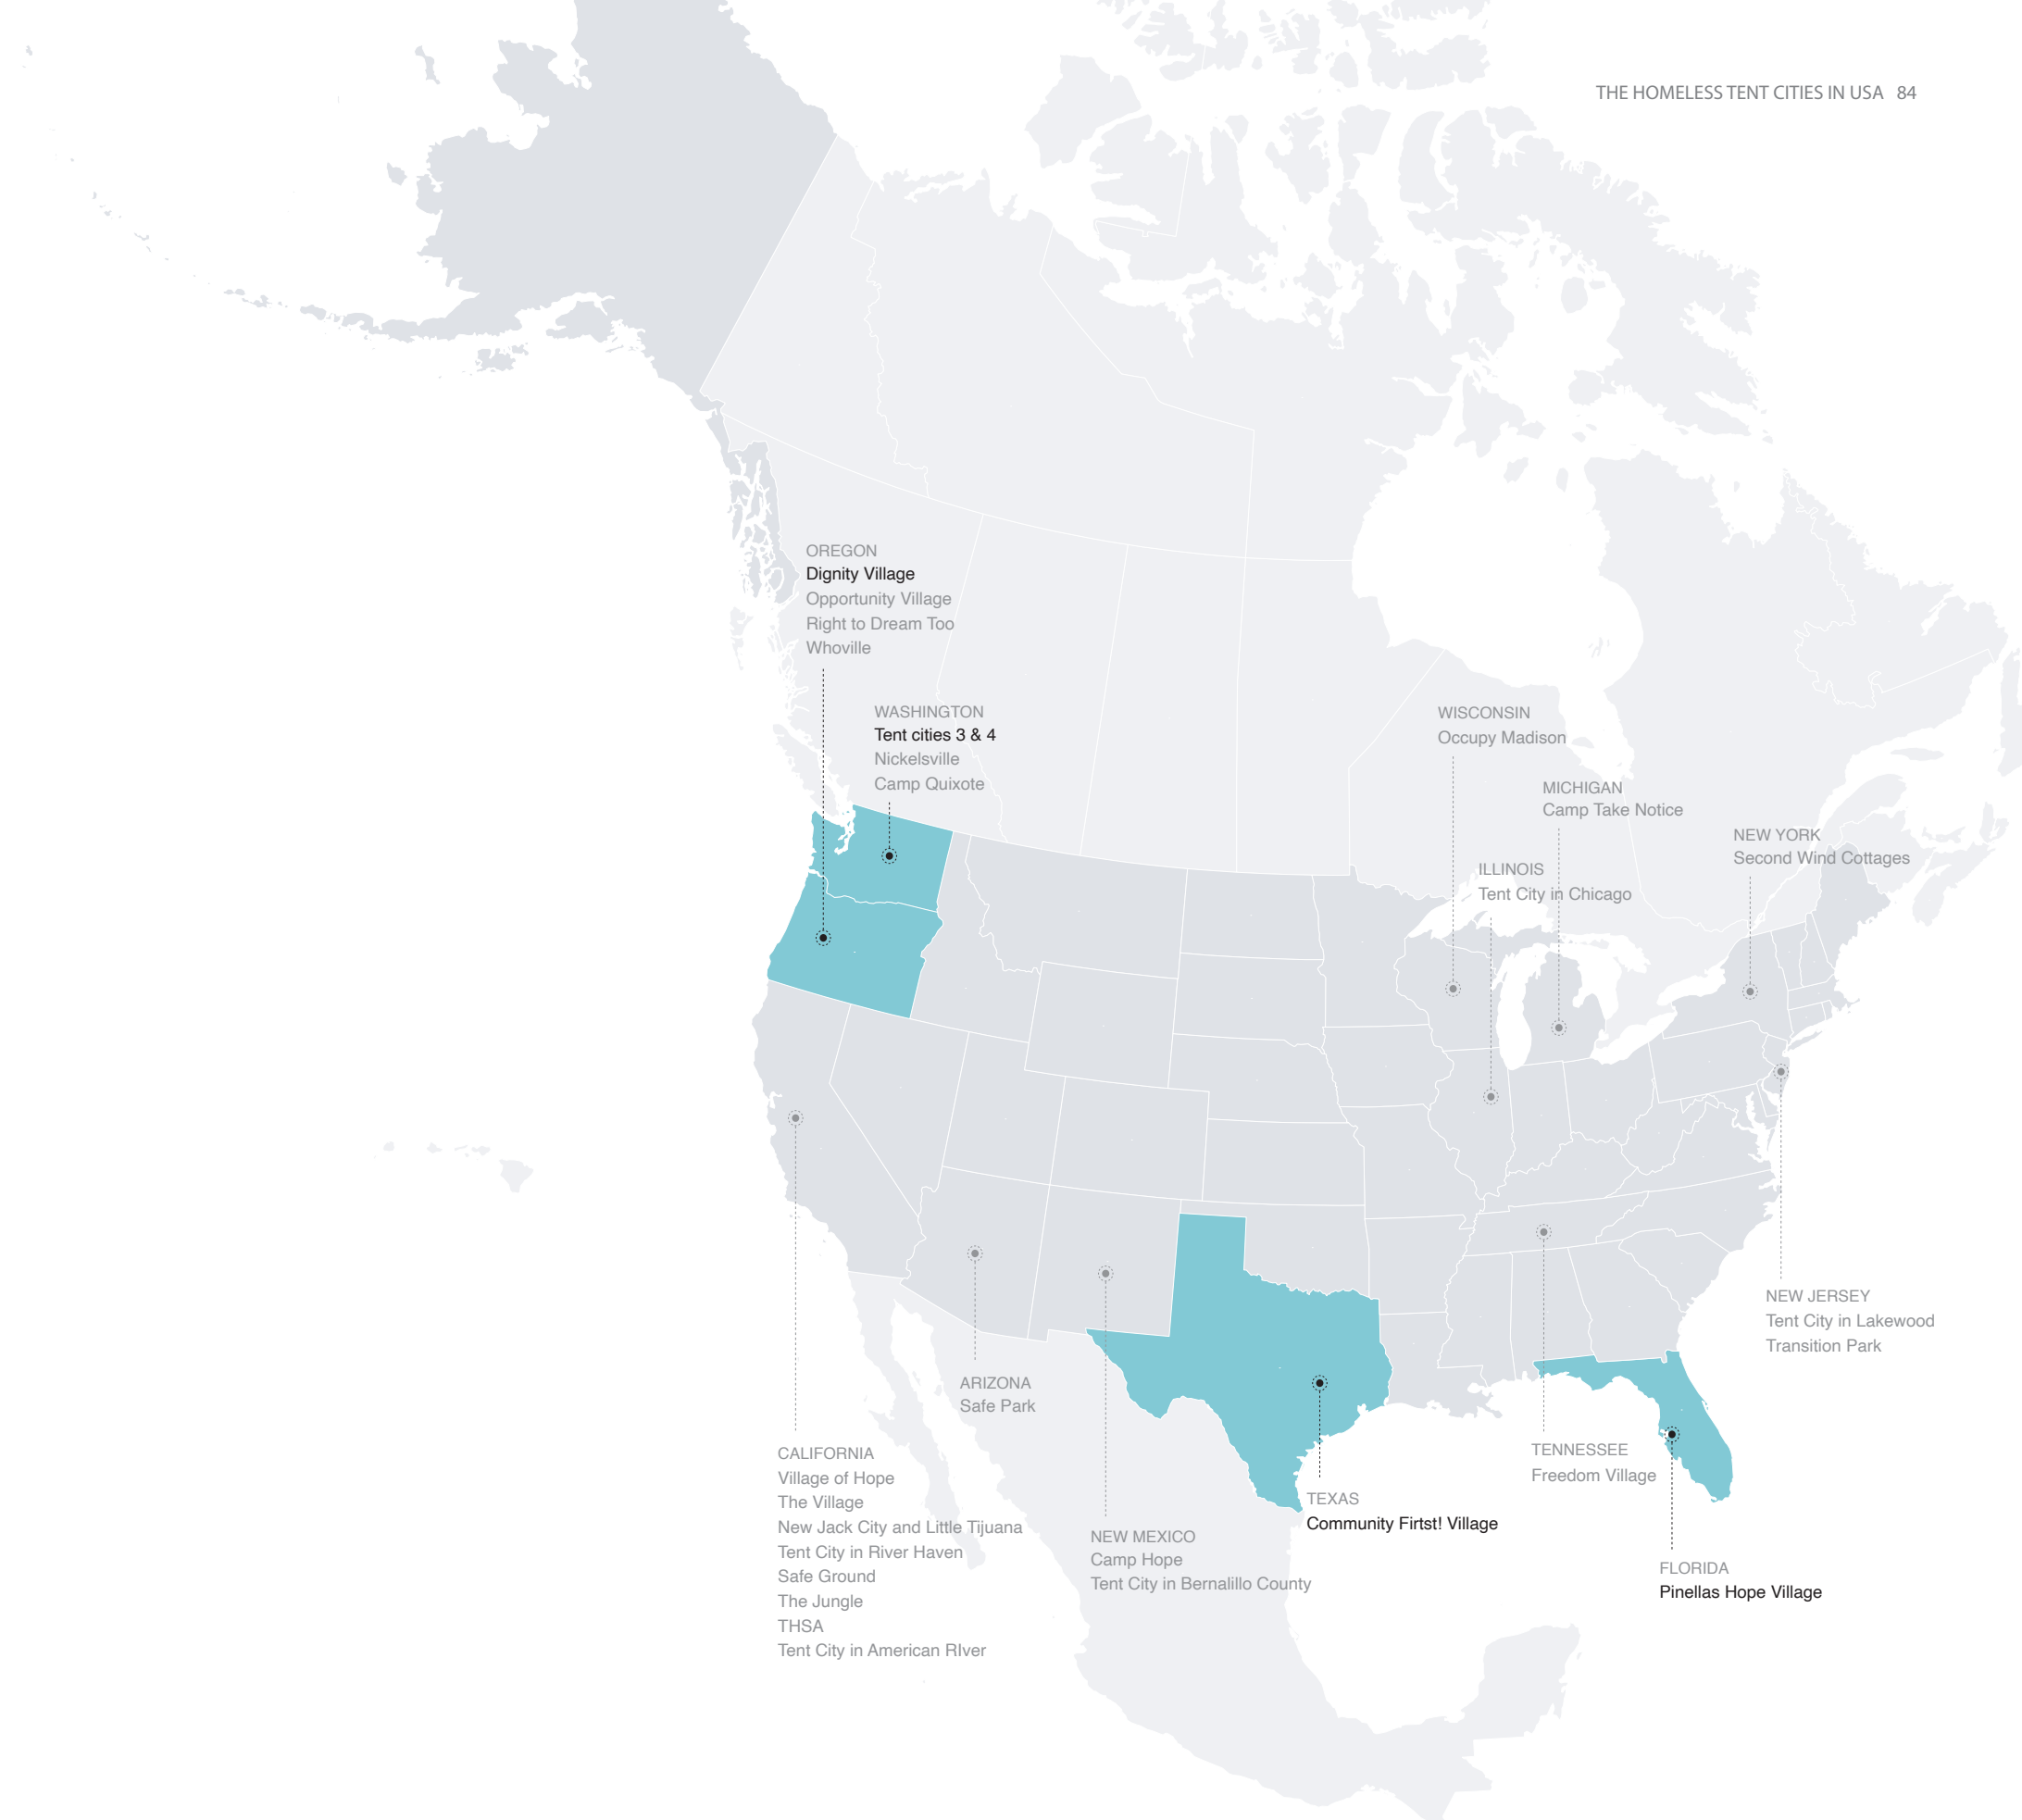 THE HOMELESS TENT CITIES IN USA 84
OREGON
Dignity Village
Opportunity Village
Right to Dream Too
Whoville
WASHINGTON
Tent cities 3 & 4
Nickelsville
Camp Quixote
WISCONSIN
Occupy Madison
MICHIGAN
Camp Take Notice
NEW YORK
Second Wind Cottages
ILLINOIS
Tent City in Chicago
NEW JERSEY
Tent City in Lakewood
Transition Park
ARIZONA
Safe Park
CALIFORNIA
Village of Hope
The Village
New Jack City and Little Tijuana
Tent City in River Haven
Safe Ground
The Jungle
THSA
Tent City in American RIver
NEW MEXICO
Camp Hope
Tent City in Bernalillo County
TEXAS
Community Firtst! Village
TENNESSEE
Freedom Village
FLORIDA
Pinellas Hope Village